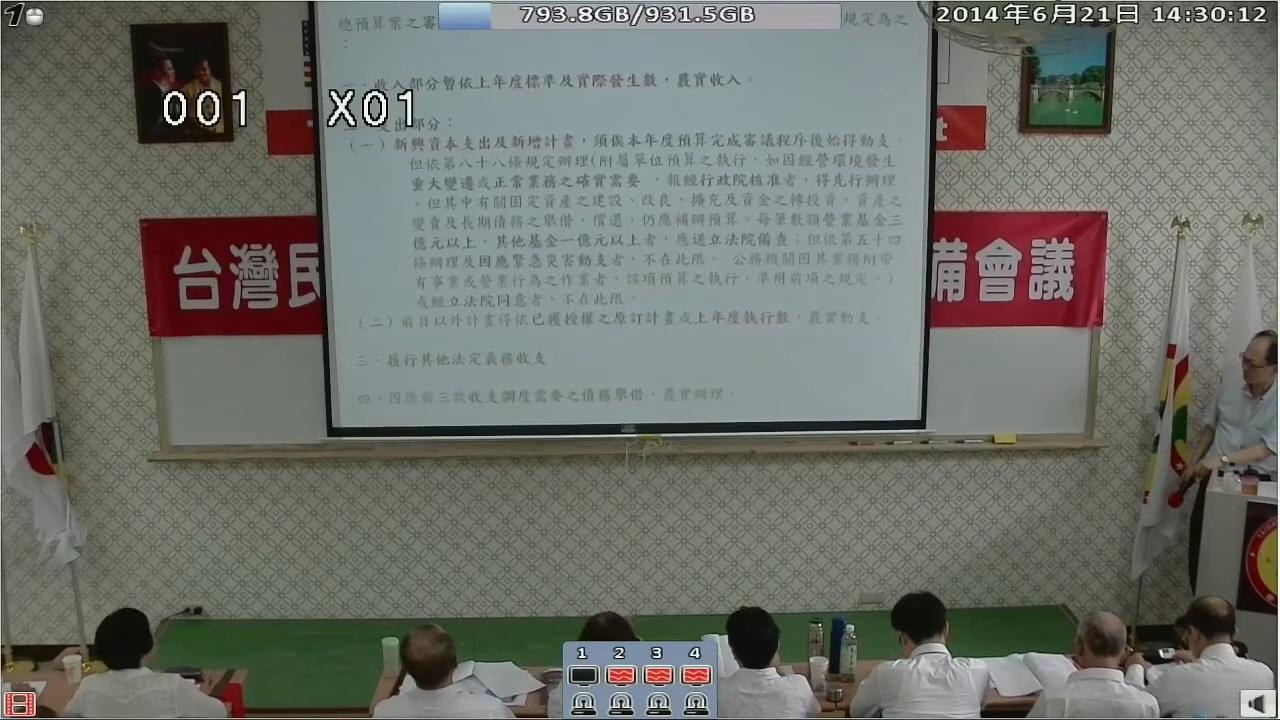 1
793.8GB/931.5GB
2014年6月21日 14:30:12
總預算案之審
規定為之
：
收入部分暫依上年度標準及實際發生數，覈實收入。
001 X01
支出部分：
（一）新興資本支出及新增計畫，須俟本年度預算完成審議程序後始得動支。
但依第八十八條規定辦理(附屬單位預算之執行，如因經營環境發生
重大變遷或正常業務之確實需要 ，報經行政院核准者，得先行辦理
。但其中有關固定資產之建設、改良、擴充及資金之轉投資、資產之
變賣及長期債務之舉借、償還，仍應補辦預算。每筆數額營業基金三
億元以上，其他基金一億元以上者，應送立法院備查；但依第五十四
條辦理及因應緊急災害動支者，不在此限。 公務機關因其業務附帶
有事業或營業行為之作業者，該項預算之執行，準用前項之規定。)
或經立法院同意者，不在此限。
（二）前目以外計畫得依已獲授權之原訂計畫或上年度執行數，覈實動支。
三、履行其他法定義務收支。
四、因應前三款收支調度需要之債務舉借，覈實辦理。
台灣民
備會議
1 2 3 4